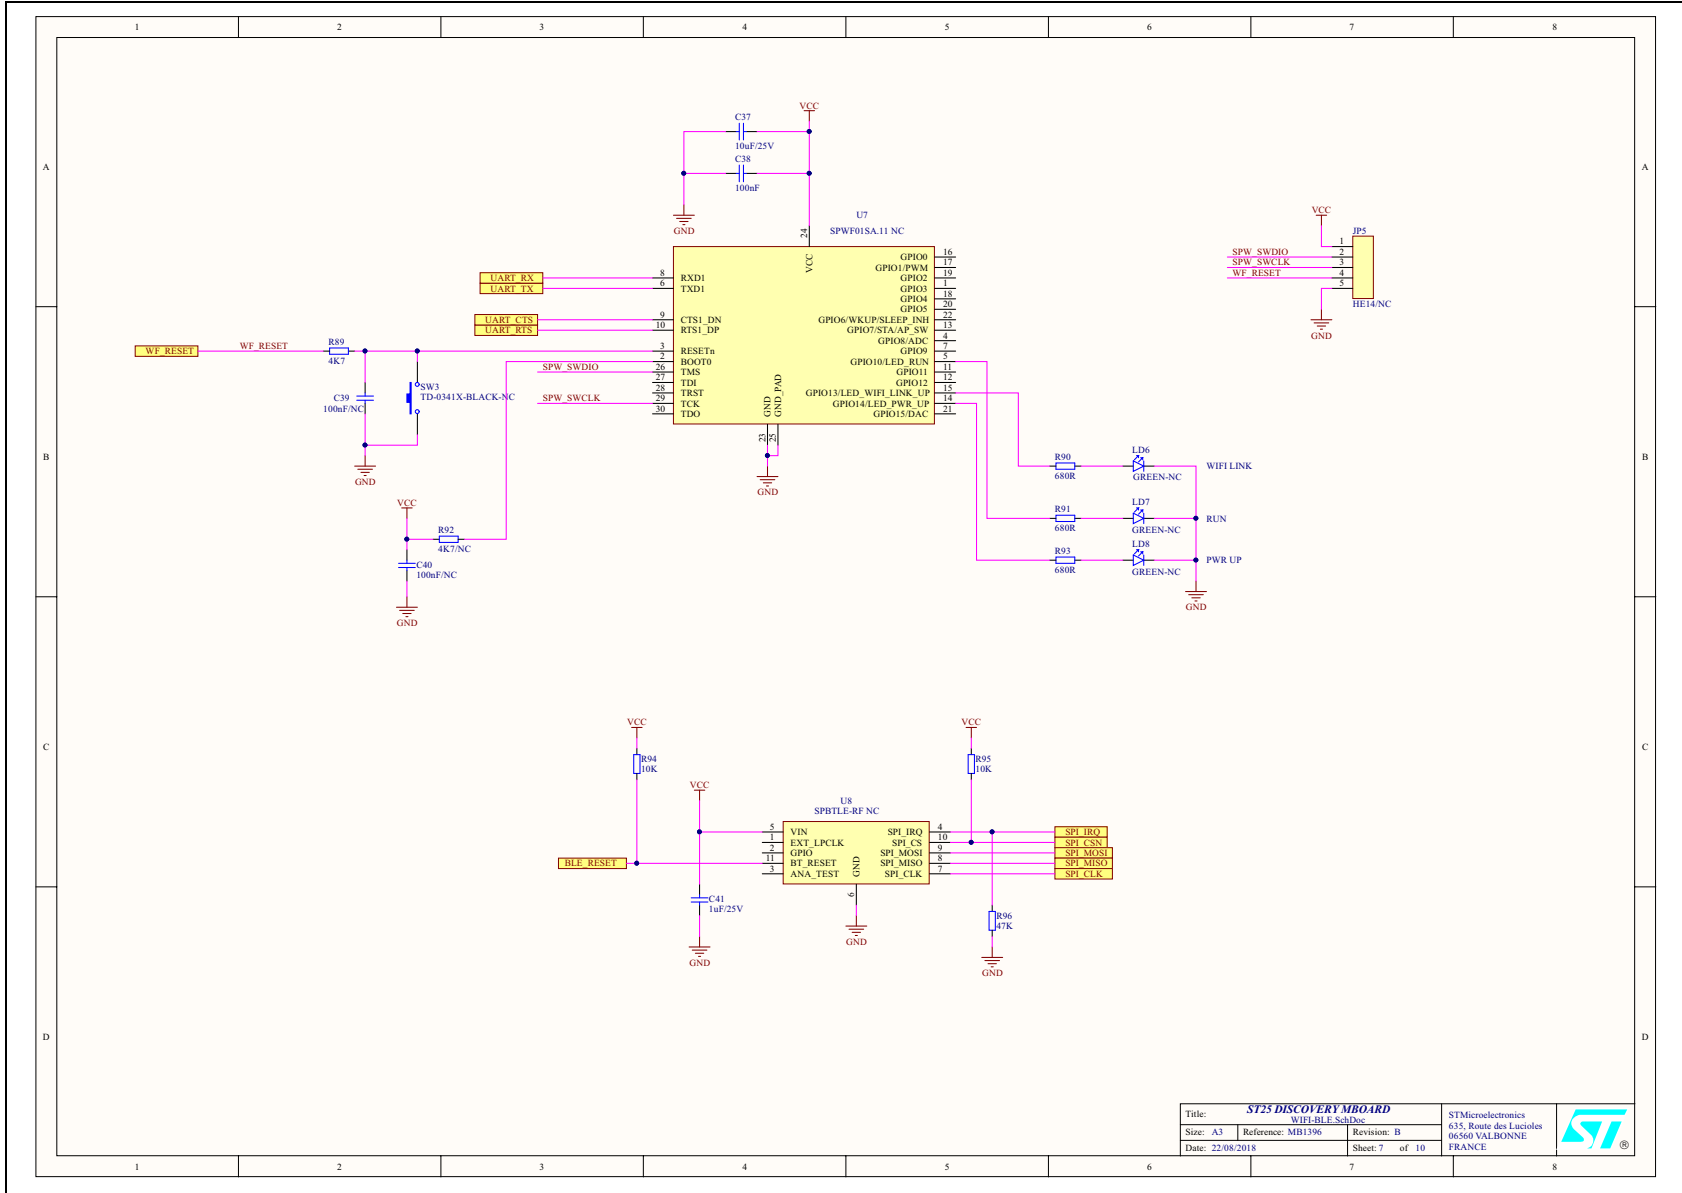 1 2 3 4 5 6 7 8
A A
B B
C C
D D
VCC
C37
10uF/25V
C38
100nF
GND
U7
SPWF01SA.11 NC
24
VCC
UART_RX 8 RXD1
UART_TX 6 TXD1
UART_CTS 9 CTS1_DN
UART_RTS 10 RTS1_DP
3 RESETn
2 BOOT0
SPW_SWDIO 26 TMS
27 TDI
28 TRST
SPW_SWCLK 29 TCK
30 TDO
GPIO0 16
GPIO1/PWM 17
GPIO2 19
GPIO3 1
GPIO4 18
GPIO5 20
GPIO6/WKUP/SLEEP_INH 22
GPIO7/STA/AP_SW 13
GPIO8/ADC 4
GPIO9 7
GPIO10/LED_RUN 5
GPIO11 11
GPIO12 12
GPIO13/LED_WIFI_LINK_UP 15
GPIO14/LED_PWR_UP 14
GPIO15/DAC 21
GND
GND_PAD
23
25
GND
WF_RESET WF_RESET
R89
4K7
C39
100nF/NC
SW3
TD-0341X-BLACK-NC
GND
VCC
R92
4K7/NC
C40
100nF/NC
GND
VCC
JP5
1
SPW_SWDIO 2
SPW_SWCLK 3
WF_RESET 4
5
HE14/NC
GND
R90
680R
LD6
GREEN-NC
WIFI LINK
R91
680R
LD7
GREEN-NC
RUN
R93
680R
LD8
GREEN-NC
PWR UP
GND
VCC
R94
10K
VCC
VCC
R95
10K
U8
SPBTLE-RF NC
5 VIN
1 EXT_LPCLK
2 GPIO
BLE_RESET 11 BT_RESET
3 ANA_TEST
SPI_IRQ 4 SPI_IRQ
SPI_CS 10 SPI_CSN
SPI_MOSI 9 SPI_MOSI
SPI_MISO 8 SPI_MISO
SPI_CLK 7 SPI_CLK
GND
6
GND
C41
1uF/25V
GND
R96
47K
GND
Title: ST25 DISCOVERY MBOARD
WIFI-BLE.SchDoc
Size: A3 Reference: MB1396 Revision: B
Date: 22/08/2018 Sheet: 7 of 10
STMicroelectronics
635, Route des Lucioles
06560 VALBONNE
FRANCE
ST ®
1 2 3 4 5 6 7 8